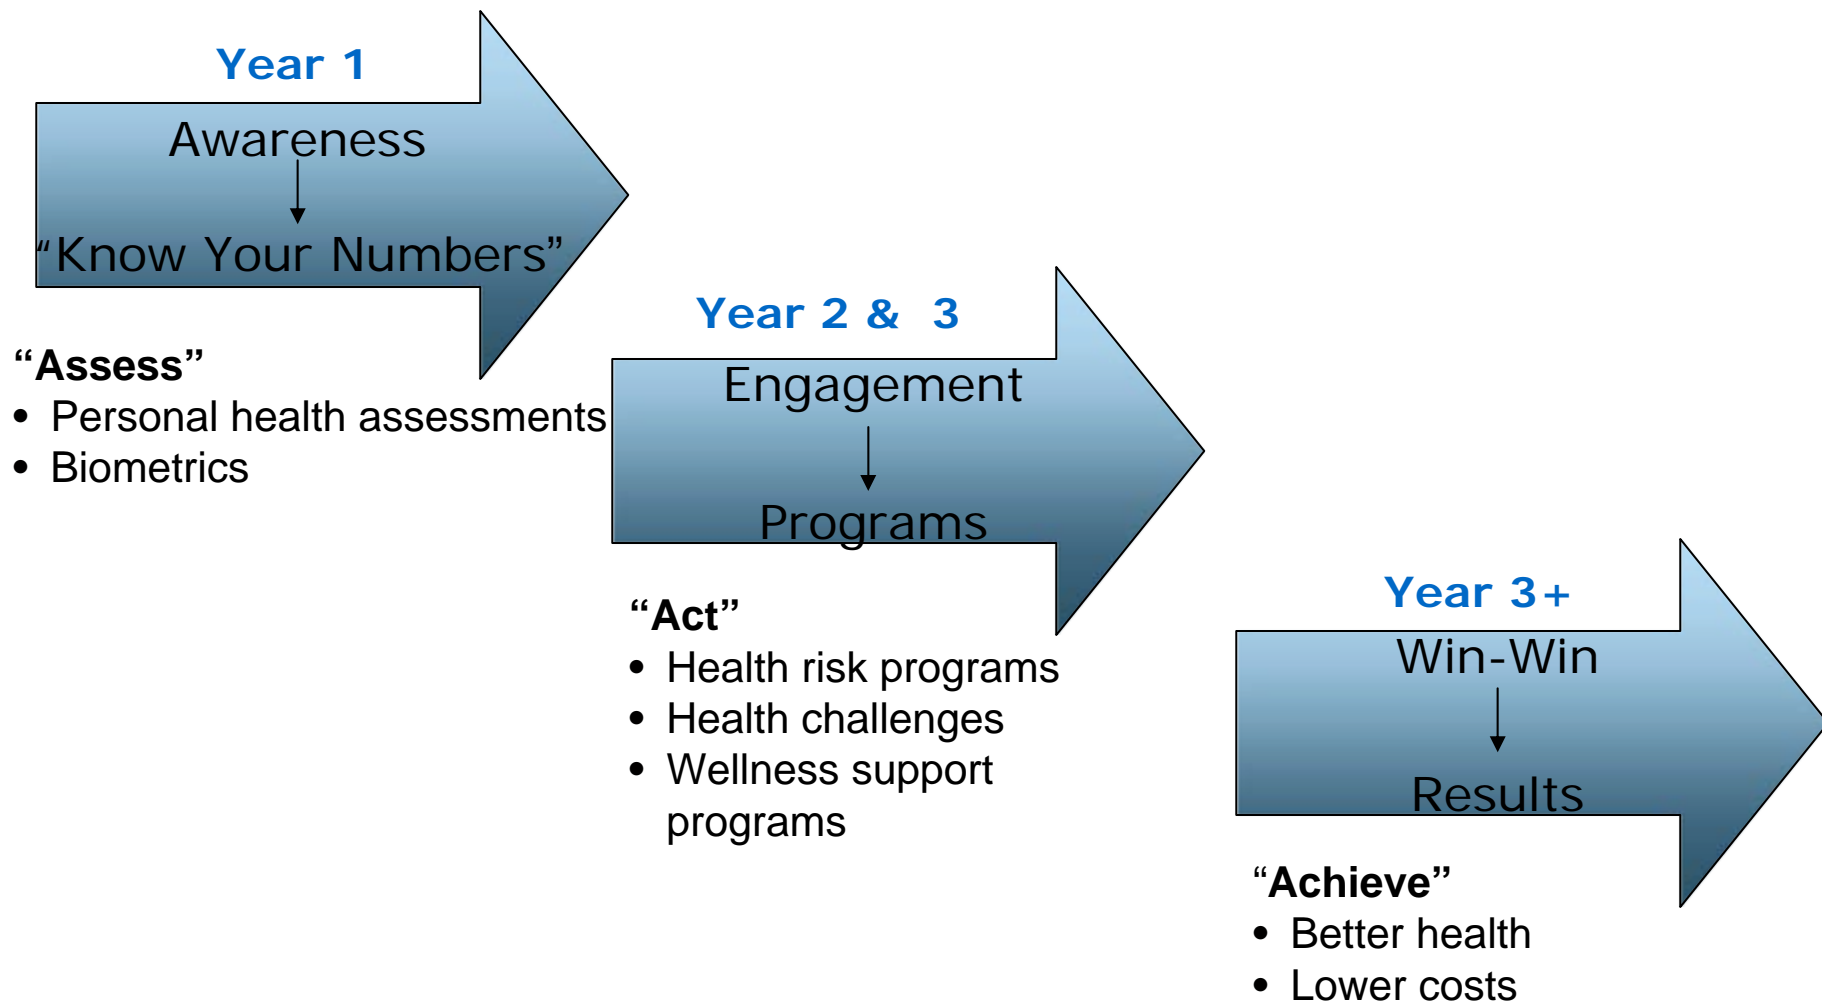 Year 1
Awareness
“Know Your Numbers”
“Assess”
• Personal health assessments
• Biometrics
Year 2 &  3
Engagement
Programs
“Act”
• Health risk programs
• Health challenges
• Wellness support
programs
Year 3+
Win-Win
Results
“Achieve”
• Better health
• Lower costs